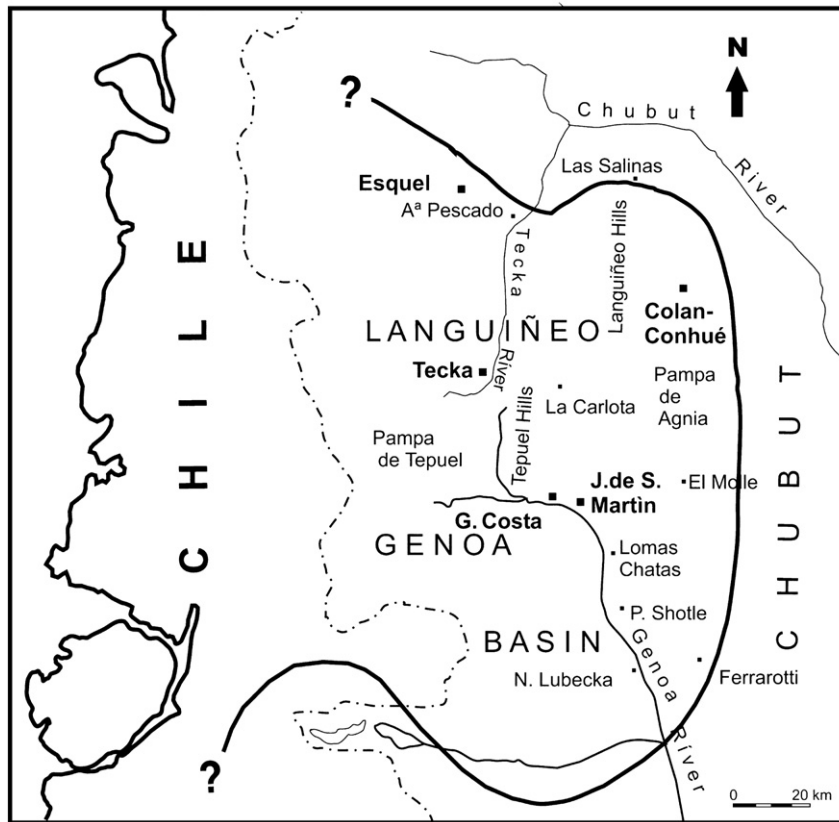 N
?
Chubut
River
Las Salinas
Esquel
Aª Pescado
Tecka
River
Languiñeo Hills
CHILE
LANGUIÑEO
Colan-
Conhué
Tecka
La Carlota
Pampa
de
Agnia
Tepuel Hills
Pampa
de Tepuel
CHUBUT
El Molle
J.de S.
Martìn
G. Costa
GENOA
Lomas
Chatas
P. Shotle
BASIN
Genoa
River
N. Lubecka
Ferrarotti
?
0 20 km